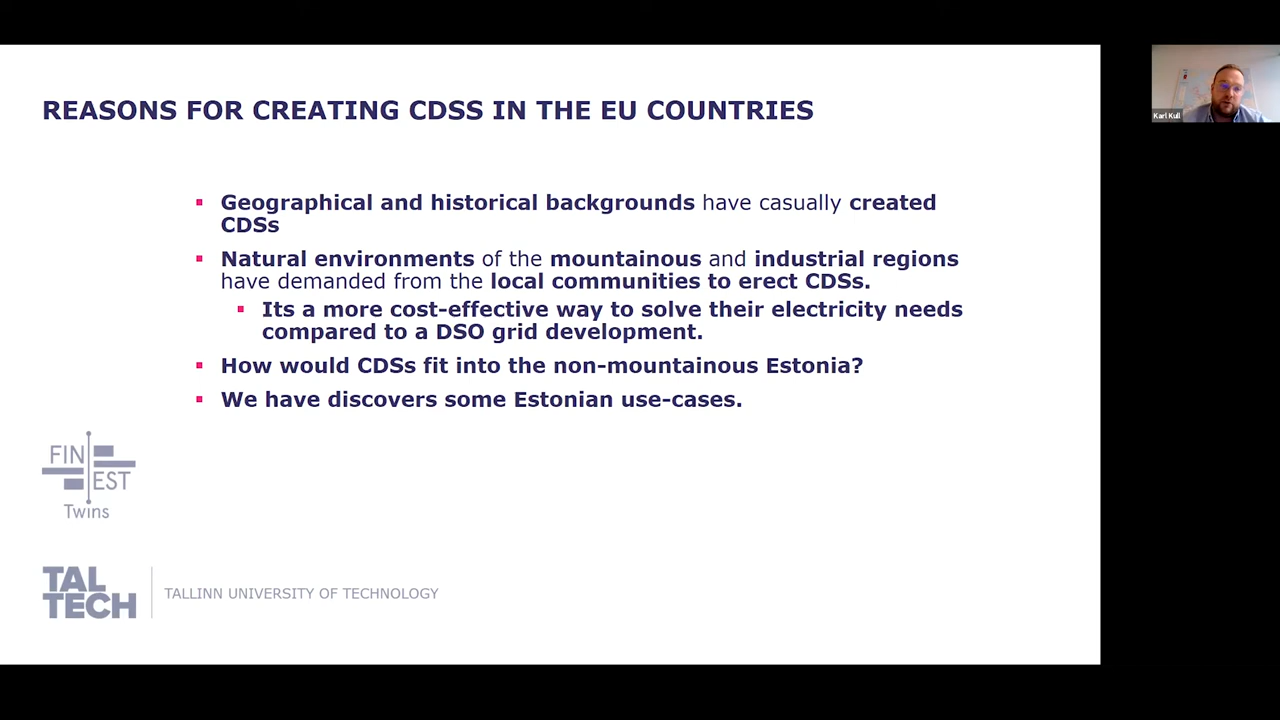 REASONS FOR CREATING CDSS IN THE EU COUNTRIES
Karl Kull
Geographical and historical backgrounds have casually created
CDSs
Natural environments of the mountainous and industrial regions
have demanded from the local communities to erect CDSs.
Its a more cost-effective way to solve their electricity needs
compared to a DSO grid development.
How would CDSs fit into the non-mountainous Estonia?
We have discovers some Estonian use-cases.
FIN
EST
Twins
TAL
TECH
TALLINN UNIVERSITY OF TECHNOLOGY